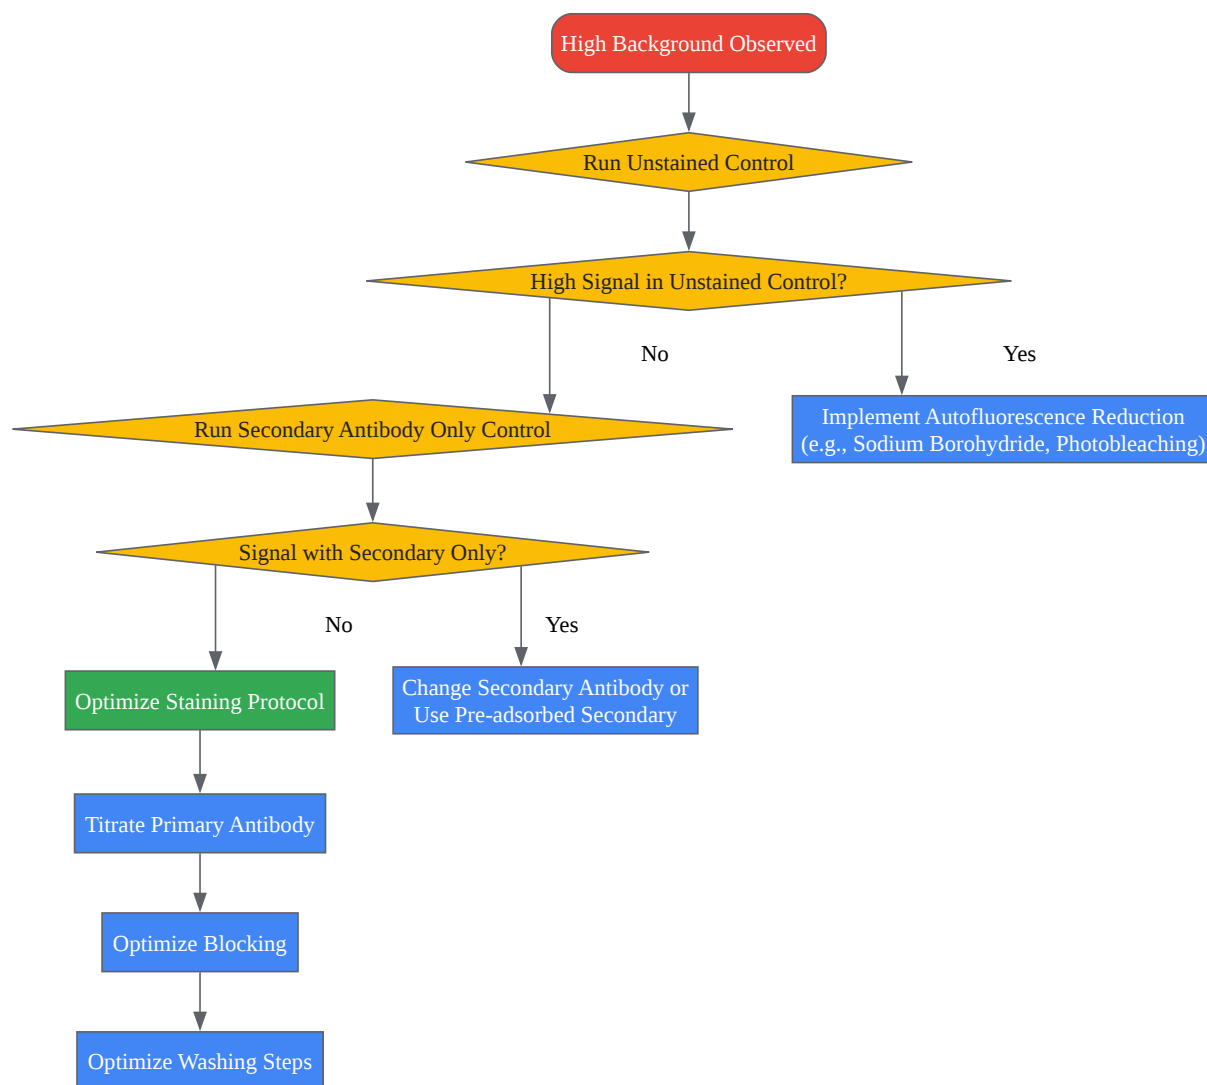 High Background Observed
Run Unstained Control
High Signal in Unstained Control?
No
Yes
Implement Autofluorescence Reduction
(e.g., Sodium Borohydride, Photobleaching)
Run Secondary Antibody Only Control
Signal with Secondary Only?
No
Yes
Optimize Staining Protocol
Change Secondary Antibody or
Use Pre-adsorbed Secondary
Titrate Primary Antibody
Optimize Blocking
Optimize Washing Steps